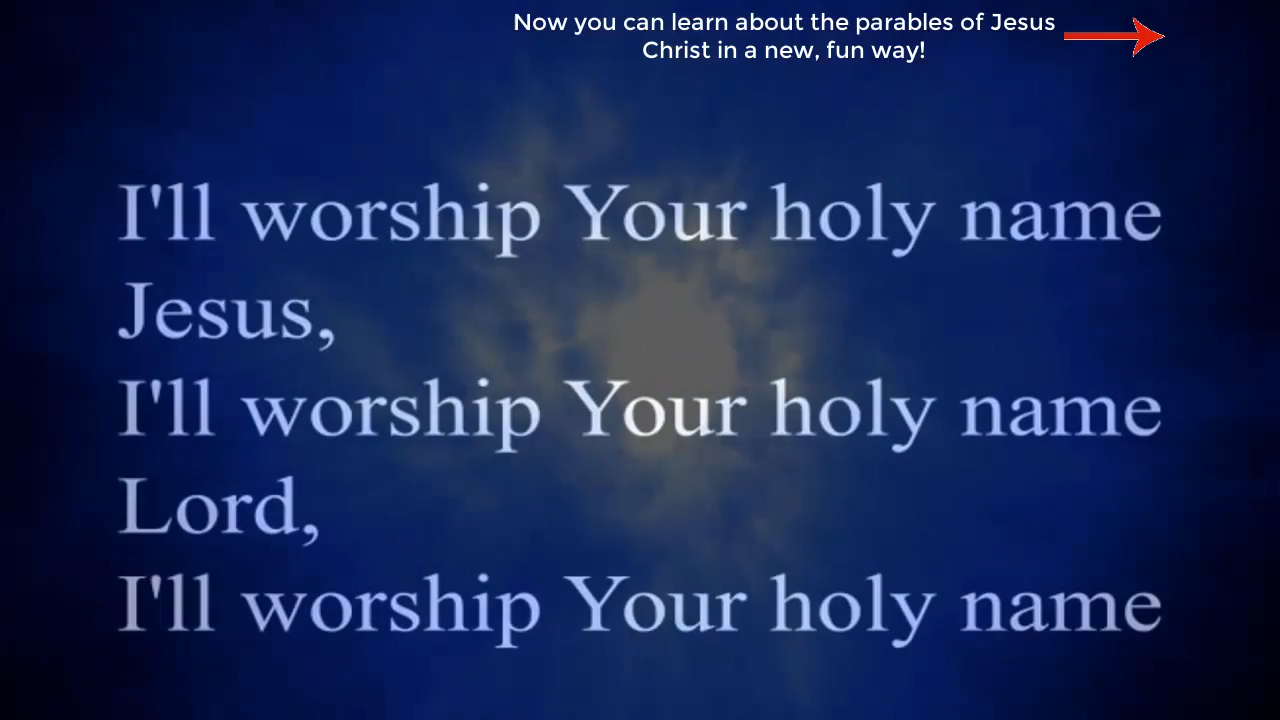 Now you can learn about the parables of Jesus
Christ in a new, fun way!
I'll worship Your holy name
Jesus,
I'll worship Your holy name
Lord,
I'll worship Your holy name